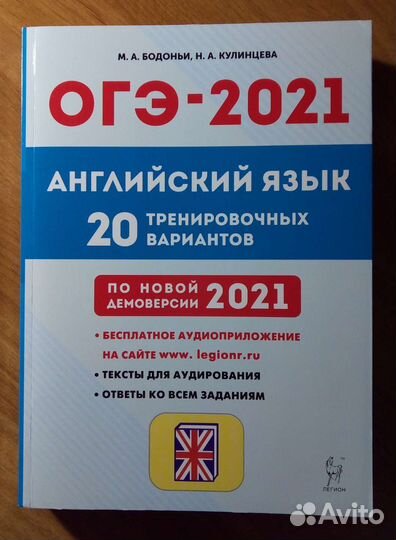 М. А. БОДОНЬИ, Н. А. КУЛИНЦЕВА
ОГЭ-2021
АНГЛИЙСКИЙ ЯЗЫК
20 ТРЕНИРОВОЧНЫХ
ВАРИАНТОВ
ПО НОВОЙ
ДЕМОВЕРСИИ 2021
• БЕСПЛАТНОЕ АУДИОПРИЛОЖЕНИЕ
НА САЙТЕ www. legionr.ru
• ТЕКСТЫ ДЛЯ АУДИРОВАНИЯ
• ОТВЕТЫ КО ВСЕМ ЗАДАНИЯМ
ЛЕГИОН
Avito